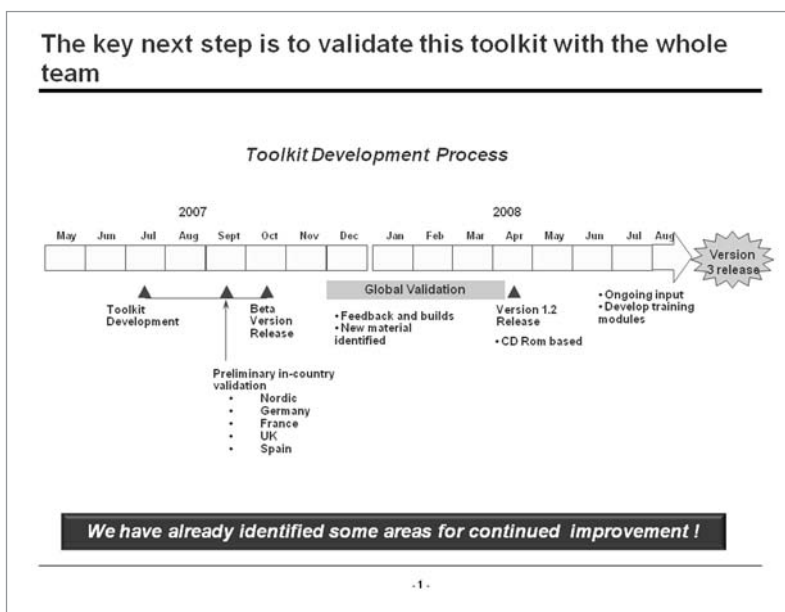 The key next step is to validate this toolkit with the whole
team
Toolkit Development Process
2007
2008
May Jun Jul Aug Sept Oct Nov Dec Jan Feb Mar Apr May Jun Jul Aug
Version
3 release
Toolkit
Development
Beta
Version
Release
Global Validation
• Feedback and builds
• New material
identified
Version 1.2
Release
• CD Rom based
• Ongoing input
• Develop training
modules
Preliminary in-country
validation
• Nordic
• Germany
• France
• UK
• Spain
We have already identified some areas for continued improvement !
- 1 -